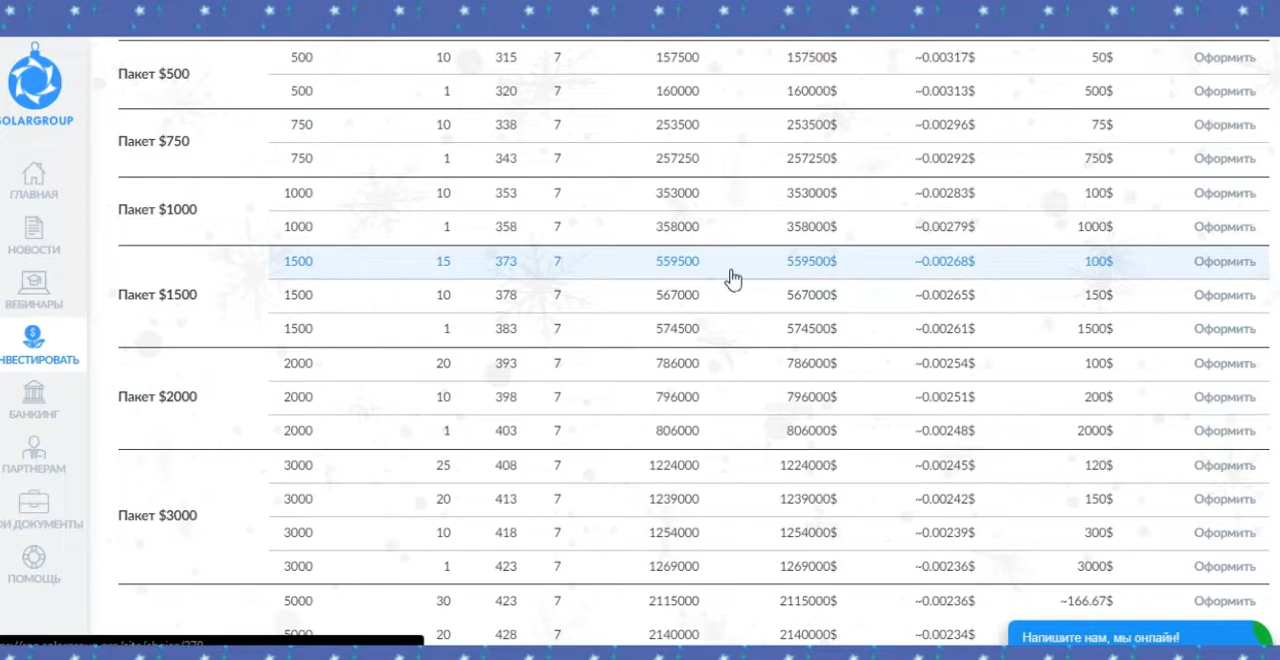 500 10 315 7 157500 157500$ ~0.00317$ 50$ Оформить
Пакет $500
500 1 320 7 160000 160000$ ~0.00313$ 500$ Оформить
750 10 338 7 253500 253500$ ~0.00296$ 75$ Оформить
Пакет $750
750 1 343 7 257250 257250$ ~0.00292$ 750$ Оформить
1000 10 353 7 353000 353000$ ~0.00283$ 100$ Оформить
Пакет $1000
1000 1 358 7 358000 358000$ ~0.00279$ 1000$ Оформить
1500 15 373 7 559500 559500$ ~0.00268$ 100$ Оформить
Пакет $1500
1500 10 378 7 567000 567000$ ~0.00265$ 150$ Оформить
1500 1 383 7 574500 574500$ ~0.00261$ 1500$ Оформить
2000 20 393 7 786000 786000$ ~0.00254$ 100$ Оформить
Пакет $2000
2000 10 398 7 796000 796000$ ~0.00251$ 200$ Оформить
2000 1 403 7 806000 806000$ ~0.00248$ 2000$ Оформить
3000 25 408 7 1224000 1224000$ ~0.00245$ 120$ Оформить
3000 20 413 7 1239000 1239000$ ~0.00242$ 150$ Оформить
Пакет $3000
3000 10 418 7 1254000 1254000$ ~0.00239$ 300$ Оформить
3000 1 423 7 1269000 1269000$ ~0.00236$ 3000$ Оформить
5000 30 423 7 2115000 2115000$ ~0.00236$ ~166.67$ Оформить
5000 20 428 7 2140000 2140000$ ~0.00234$
SOLARGROUP
ГЛАВНАЯ
НОВОСТИ
ВЕБИНАРЫ
НВЕСТИРОВАТЬ
БАНКИНГ
ПАРТНЕРАМ
ОИ ДОКУМЕНТЫ
ПОМОЩЬ
Напишите нам, мы онлайн!